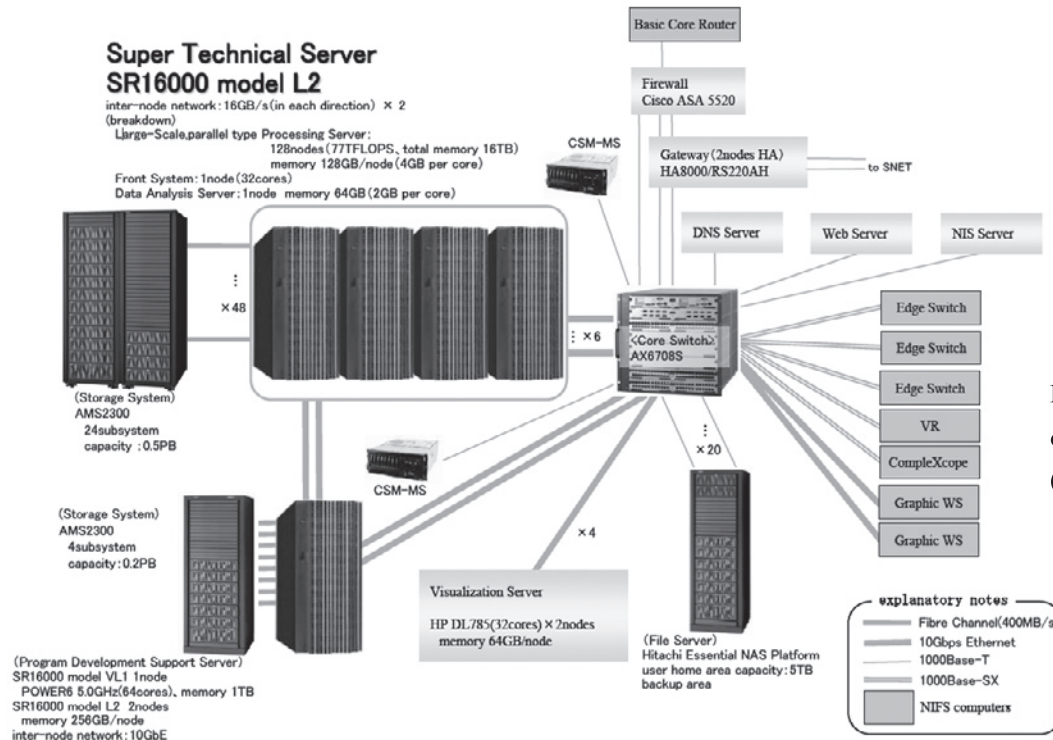 Basic Core Router
Super Technical Server
SR16000 model L2
inter-node network:16GB/s(in each direction) × 2
(breakdown)
Large-Scale,parallel type Processing Server:
128nodes(77TFLOPS、total memory 16TB)
memory 128GB/node(4GB per core)
Front System:1node(32cores)
Data Analysis Server:1node memory 64GB(2GB per core)
Firewall
Cisco ASA 5520
CSM-MS
Gateway(2nodes HA)
HA8000/RS220AH
to SNET
DNS Server
Web Server
NIS Server
⋮
×48
⋮ ×6
<Core Switch>
AX6708S
Edge Switch
Edge Switch
Edge Switch
VR
CompleXcope
Graphic WS
Graphic WS
(Storage System)
AMS2300
24subsystem
capacity :0.5PB
CSM-MS
⋮
×20
(Storage System)
AMS2300
4subsystem
capacity:0.2PB
×4
Visualization Server
HP DL785(32cores)×2nodes
memory 64GB/node
(File Server)
Hitachi Essential NAS Platform
user home area capacity:5TB
backup area
(Program Development Support Server)
SR16000 model VL1 1node
POWER6 5.0GHz(64cores)、memory 1TB
SR16000 model L2 2nodes
memory 256GB/node
inter-node network:10GbE
explanatory notes
Fibre Channel(400MB/s
10Gbps Ethernet
1000Base-T
1000Base-SX
NIFS computers
(